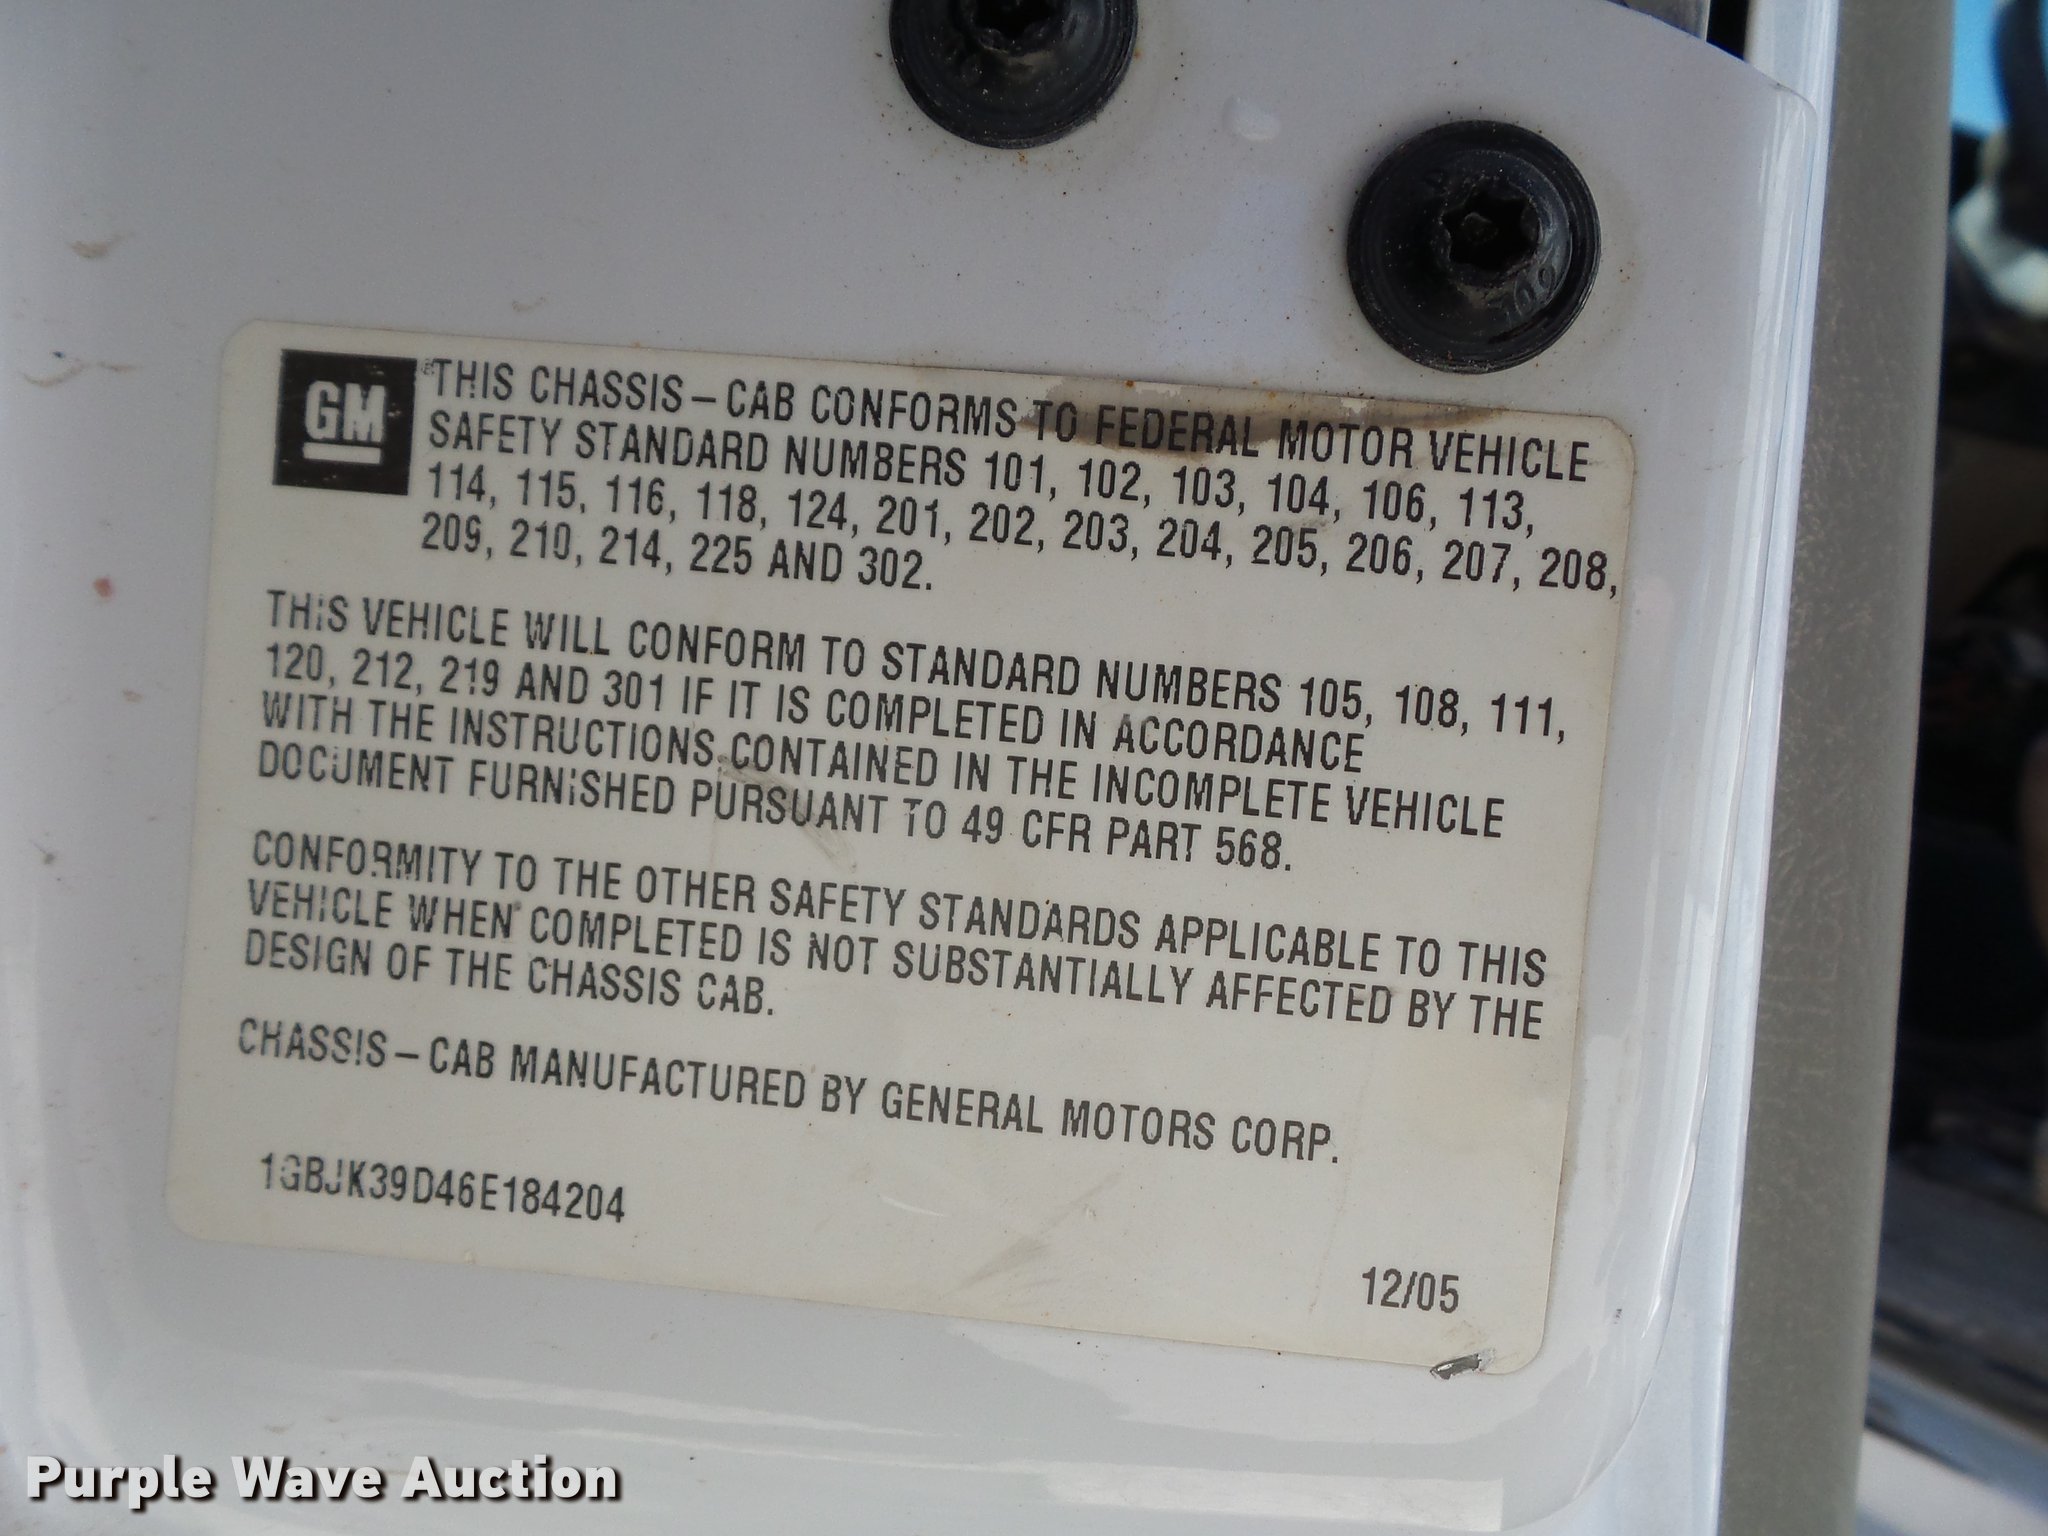 GM
THIS CHASSIS – CAB CONFORMS TO FEDERAL MOTOR VEHICLE
SAFETY STANDARD NUMBERS 101, 102, 103, 104, 106, 113,
114, 115, 116, 118, 124, 201, 202, 203, 204, 205, 206, 207, 208,
209, 210, 214, 225 AND 302.
THIS VEHICLE WILL CONFORM TO STANDARD NUMBERS 105, 108, 111,
120, 212, 219 AND 301 IF IT IS COMPLETED IN ACCORDANCE
WITH THE INSTRUCTIONS CONTAINED IN THE INCOMPLETE VEHICLE
DOCUMENT FURNISHED PURSUANT TO 49 CFR PART 568.
CONFORMITY TO THE OTHER SAFETY STANDARDS APPLICABLE TO THIS
VEHICLE WHEN COMPLETED IS NOT SUBSTANTIALLY AFFECTED BY THE
DESIGN OF THE CHASSIS CAB.
CHASSIS – CAB MANUFACTURED BY GENERAL MOTORS CORP.
1GBJK39D46E184204
12/05
Purple Wave Auction